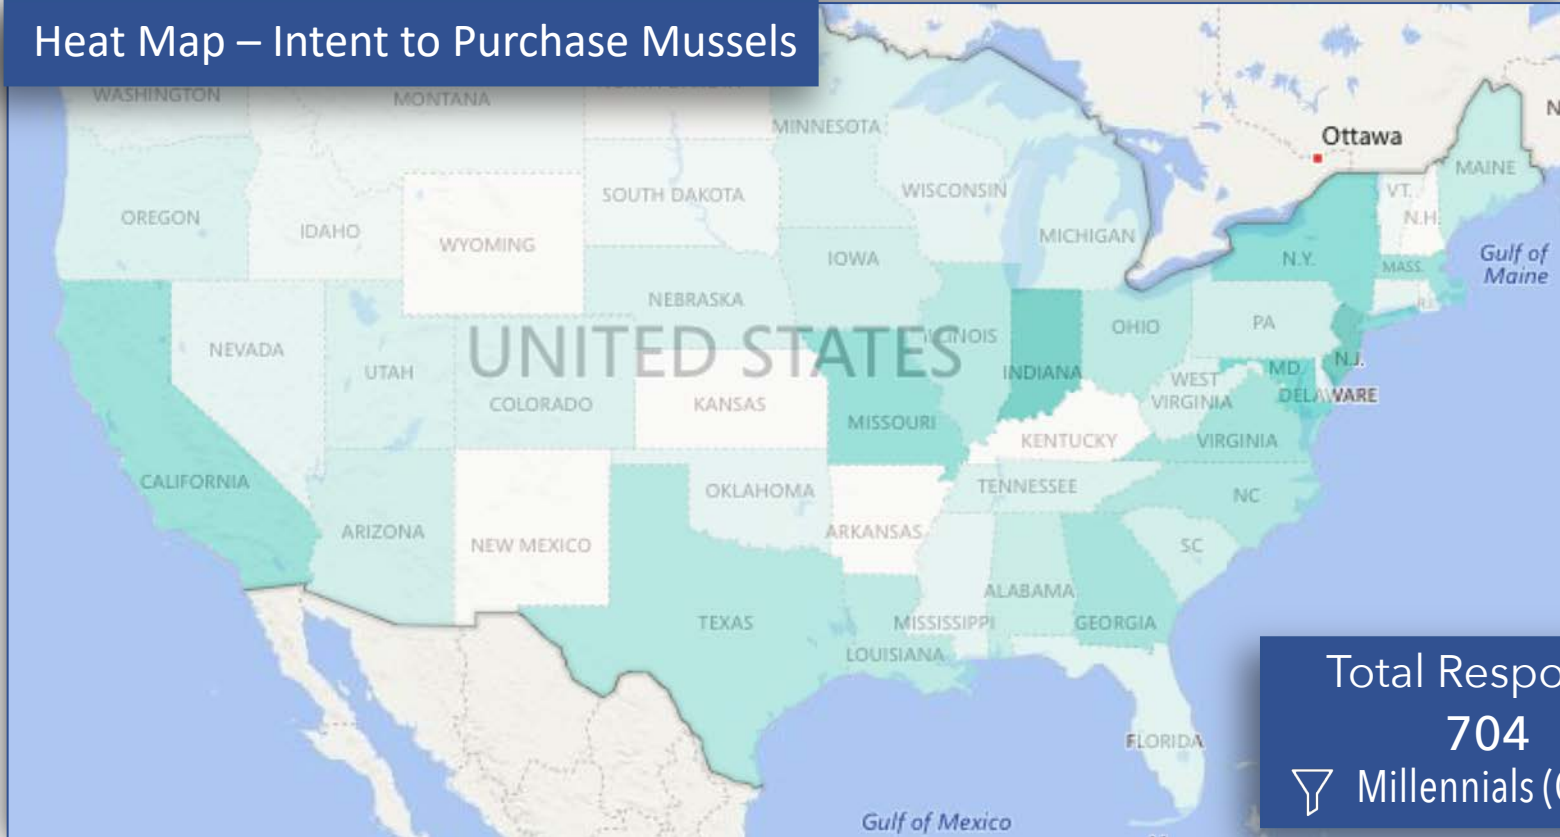 Heat Map – Intent to Purchase Mussels
WASHINGTON
MONTANA
MINNESOTA
Ottawa
MAINE
OREGON
IDAHO
WYOMING
SOUTH DAKOTA
WISCONSIN
MICHIGAN
VT.
N.H.
N.Y.
MASS.
R.I.
Gulf of
Maine
IOWA
NEBRASKA
NEVADA
UTAH
UNITED STATES
COLORADO
KANSAS
ILLINOIS
INDIANA
OHIO
PA
N.J.
MD
DELAWARE
WEST
VIRGINIA
VIRGINIA
MISSOURI
KENTUCKY
CALIFORNIA
ARIZONA
NEW MEXICO
OKLAHOMA
ARKANSAS
TENNESSEE
NC
SC
TEXAS
LOUISIANA
MISSISSIPPI
ALABAMA
GEORGIA
FLORIDA
Gulf of Mexico
Total Respo
704
Millennials (